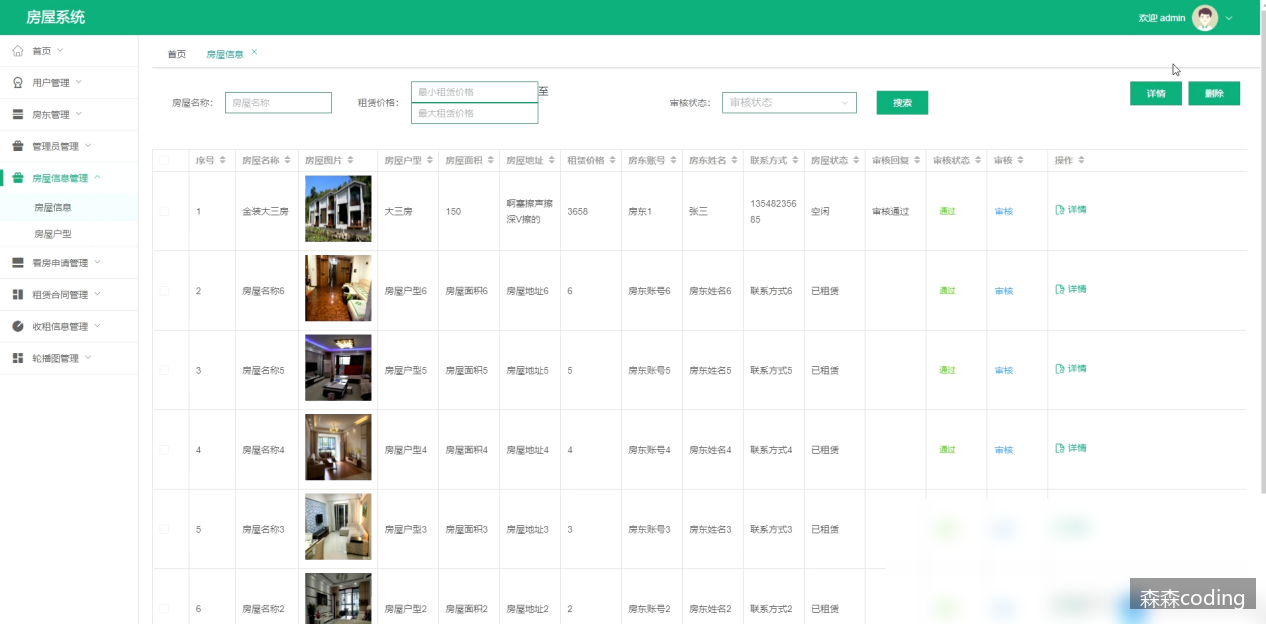 房屋系统
欢迎 admin
首页
用户管理
房东管理
管理员管理
房屋信息管理
房屋信息
房屋户型
看房申请管理
租赁合同管理
收租信息管理
轮播图管理
首页 房屋信息
房屋名称: 房屋名称 租赁价格: 最小租赁价格 至 最大租赁价格 审核状态: 审核状态 搜索 详情 删除
序号 房屋名称 房屋图片 房屋户型 房屋面积 房屋地址 租赁价格 房东账号 房东姓名 联系方式 房屋状态 审核回复 审核状态 审核 操作
1 金装大三房 大三房 150 啊塞擦声擦深V擦的 3658 房东1 张三 13548235685 空闲 审核通过 通过 审核 详情
2 房屋名称6 房屋户型6 房屋面积6 房屋地址6 6 房东账号6 房东姓名6 联系方式6 已租赁 通过 审核 详情
3 房屋名称5 房屋户型5 房屋面积5 房屋地址5 5 房东账号5 房东姓名5 联系方式5 已租赁 通过 审核 详情
4 房屋名称4 房屋户型4 房屋面积4 房屋地址4 4 房东账号4 房东姓名4 联系方式4 已租赁 通过 审核 详情
5 房屋名称3 房屋户型3 房屋面积3 房屋地址3 3 房东账号3 房东姓名3 联系方式3 已租赁
6 房屋名称2 房屋户型2 房屋面积2 房屋地址2 2 房东账号2 房东姓名2 联系方式2 已租赁
森森coding